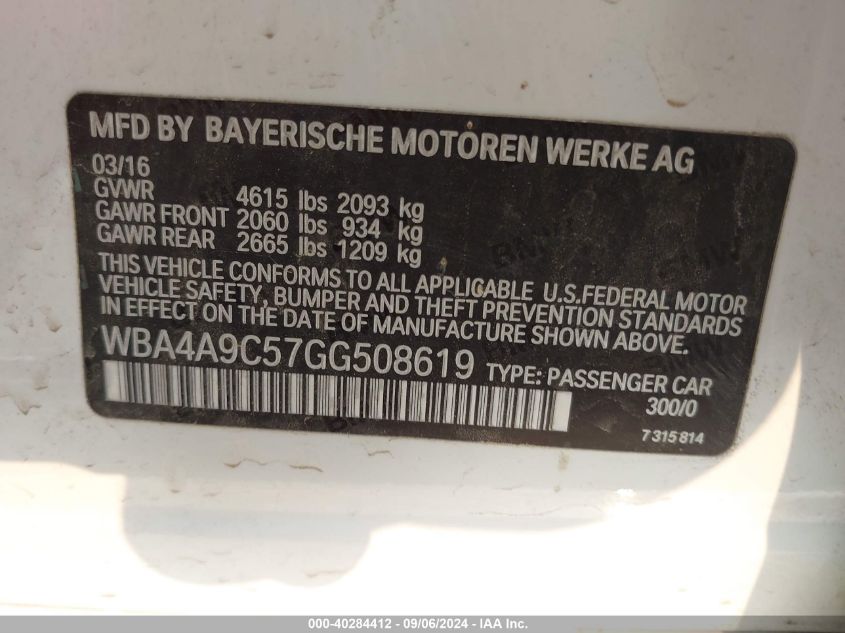 MFD BY BAYERISCHE MOTOREN WERKE AG
03/16
GVWR 4615 lbs 2093 kg
GAWR FRONT 2060 lbs 934 kg
GAWR REAR 2665 lbs 1209 kg
THIS VEHICLE CONFORMS TO ALL APPLICABLE U.S.FEDERAL MOTOR
VEHICLE SAFETY, BUMPER AND THEFT PREVENTION STANDARDS
IN EFFECT ON THE DATE OF MANUFACTURE SHOWN ABOVE.
WBA4A9C57GG508619 TYPE: PASSENGER CAR
300/0
7315814
000-40284412 - 09/06/2024 - IAA Inc.